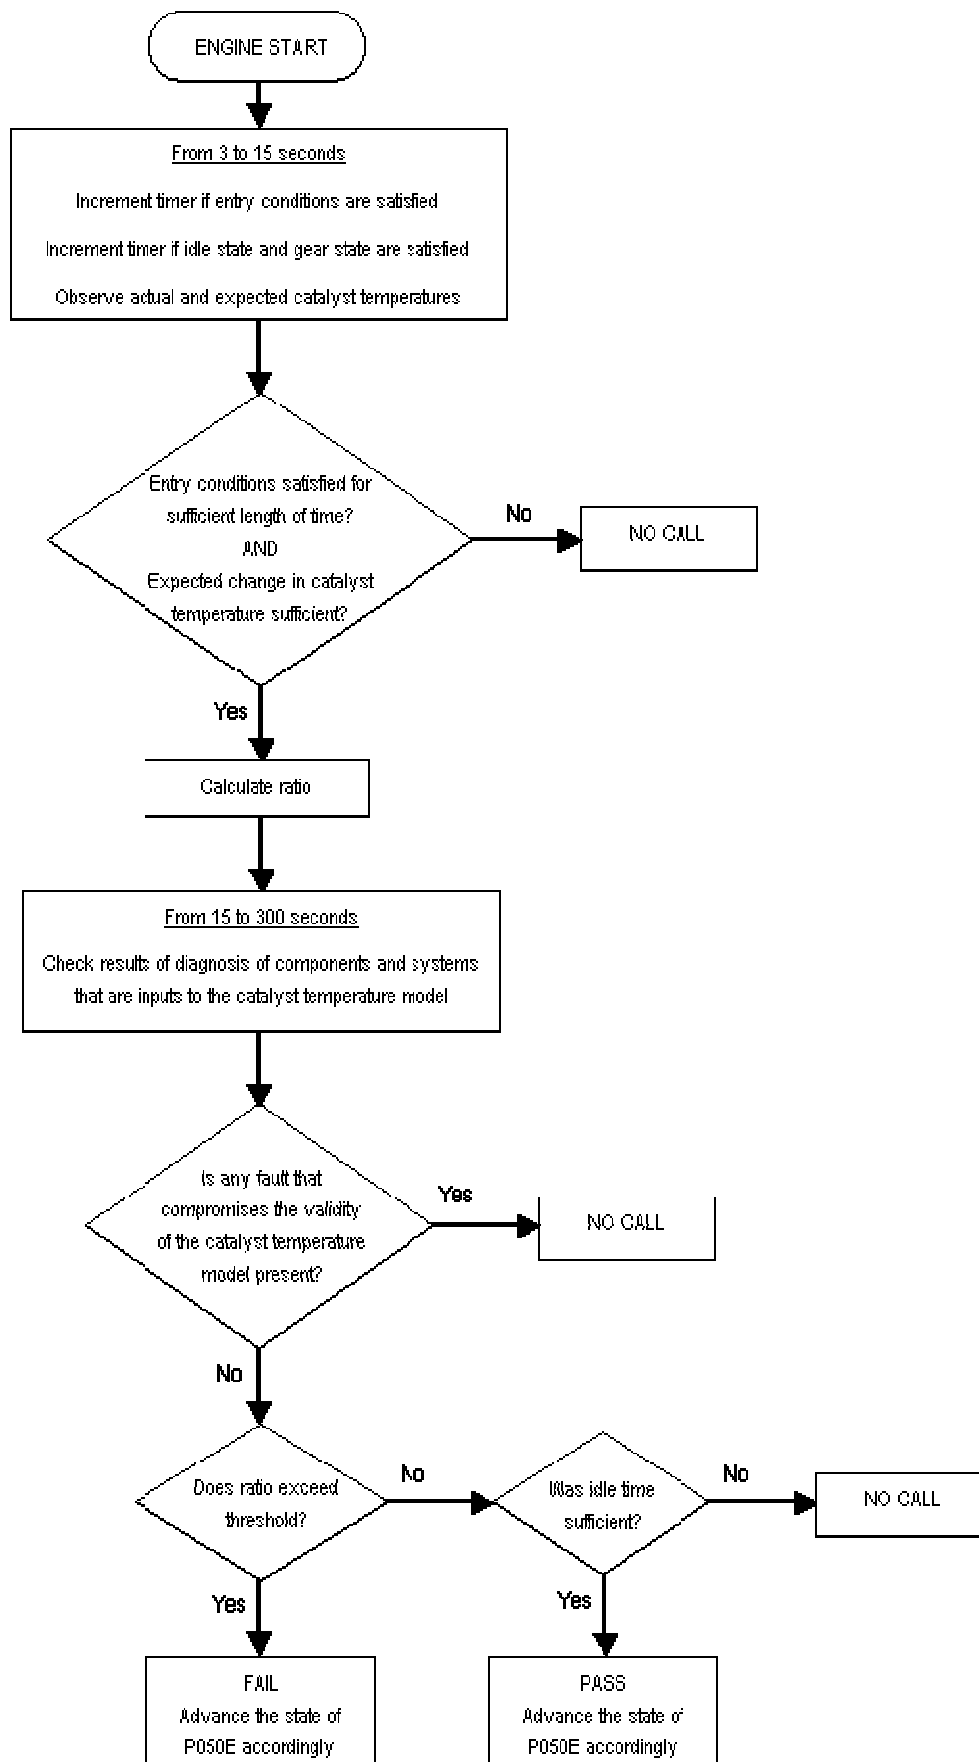 ENGINE START
From 3 to 15 seconds
Increment timer if entry conditions are satisfied
Increment timer if idle state and gear state are satisfied
Observe actual and expected catalyst temperatures
Entry conditions satisfied for
sufficient length of time?
AND
Expected change in catalyst
temperature sufficient?
No
NO CALL
Yes
Calculate ratio
From 15 to 300 seconds
Check results of diagnosis of components and systems
that are inputs to the catalyst temperature model
Is any fault that
compromises the validity
of the catalyst temperature
model present?
Yes
NO CALL
No
Does ratio exceed
threshold?
No
Was idle time
sufficient?
No
NO CALL
Yes
Yes
FAIL
Advance the state of
P050E accordingly
PASS
Advance the state of
P050E accordingly